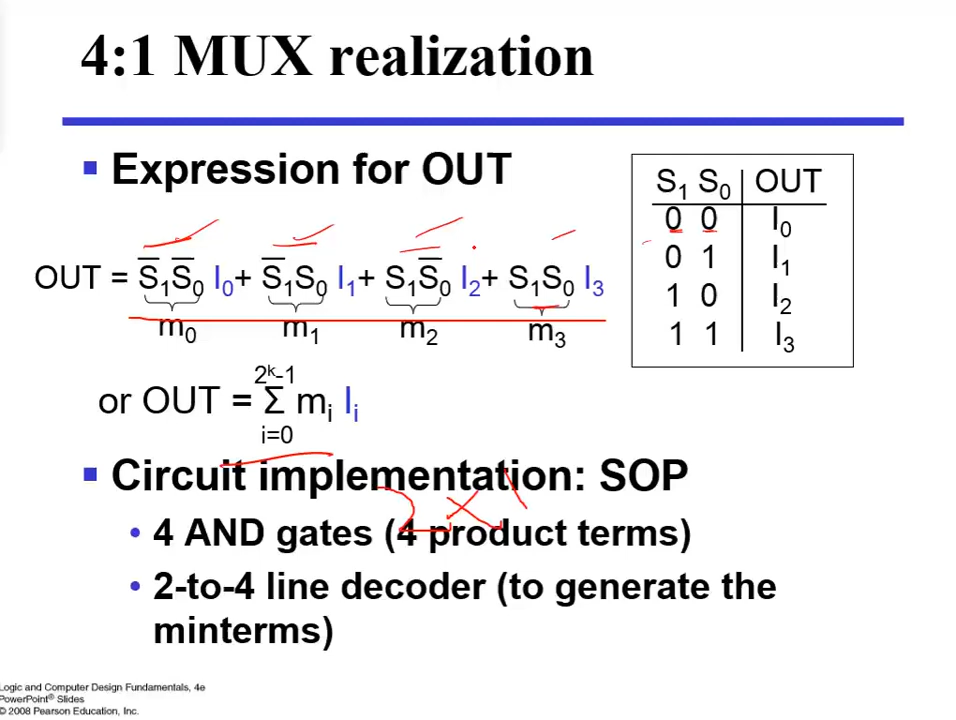 4:1 MUX realization
▪ Expression for OUT
S₁ S₀ OUT
0 0 I₀
0 1 I₁
1 0 I₂
1 1 I₃
OUT = S̅₁S̅₀ I₀+ S̅₁S₀ I₁+ S₁S̅₀ I₂+ S₁S₀ I₃
m₀ m₁ m₂ m₃
2ᵏ-1
or OUT = Σ mᵢ Iᵢ
i=0
▪ Circuit implementation: SOP
2x1
• 4 AND gates (4 product terms)
• 2-to-4 line decoder (to generate the
minterms)
Logic and Computer Design Fundamentals, 4e
PowerPoint® Slides
© 2008 Pearson Education, Inc.